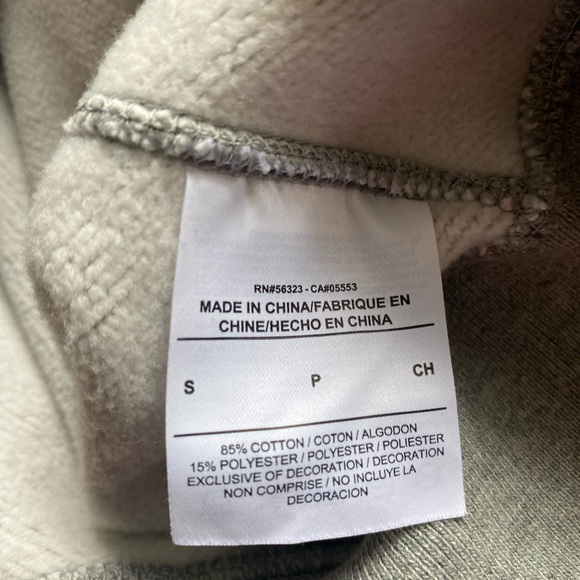 RN#56323 - CA#05553
MADE IN CHINA/FABRIQUE EN
CHINE/HECHO EN CHINA
S P CH
85% COTTON / COTON / ALGODON
15% POLYESTER / POLYESTER / POLIESTER
EXCLUSIVE OF DECORATION / DECORATION
NON COMPRISE / NO INCLUYE LA
DECORACION